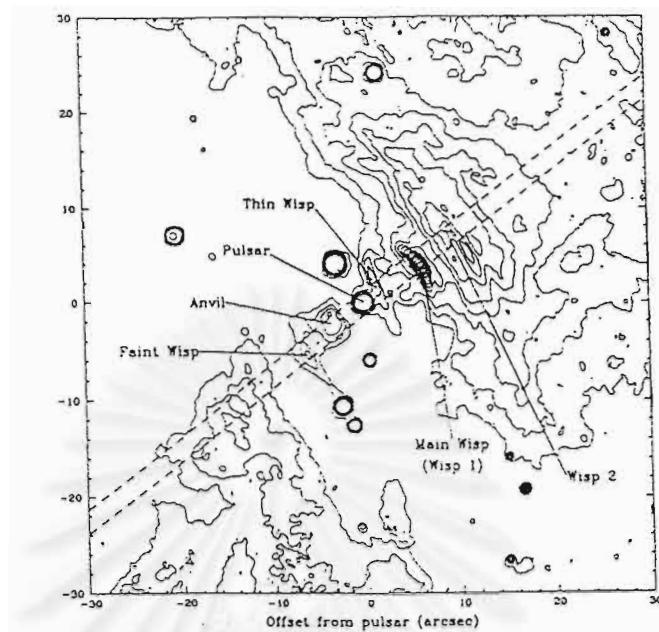 30
20
10
0
-10
-20
-30
Thin Wisp
Pulsar
Anvil
Faint Wisp
Main Wisp
(Wisp 1)
Wisp 2
-30
-20
-10
0
10
20
30
Offset from pulsar (arcsec)